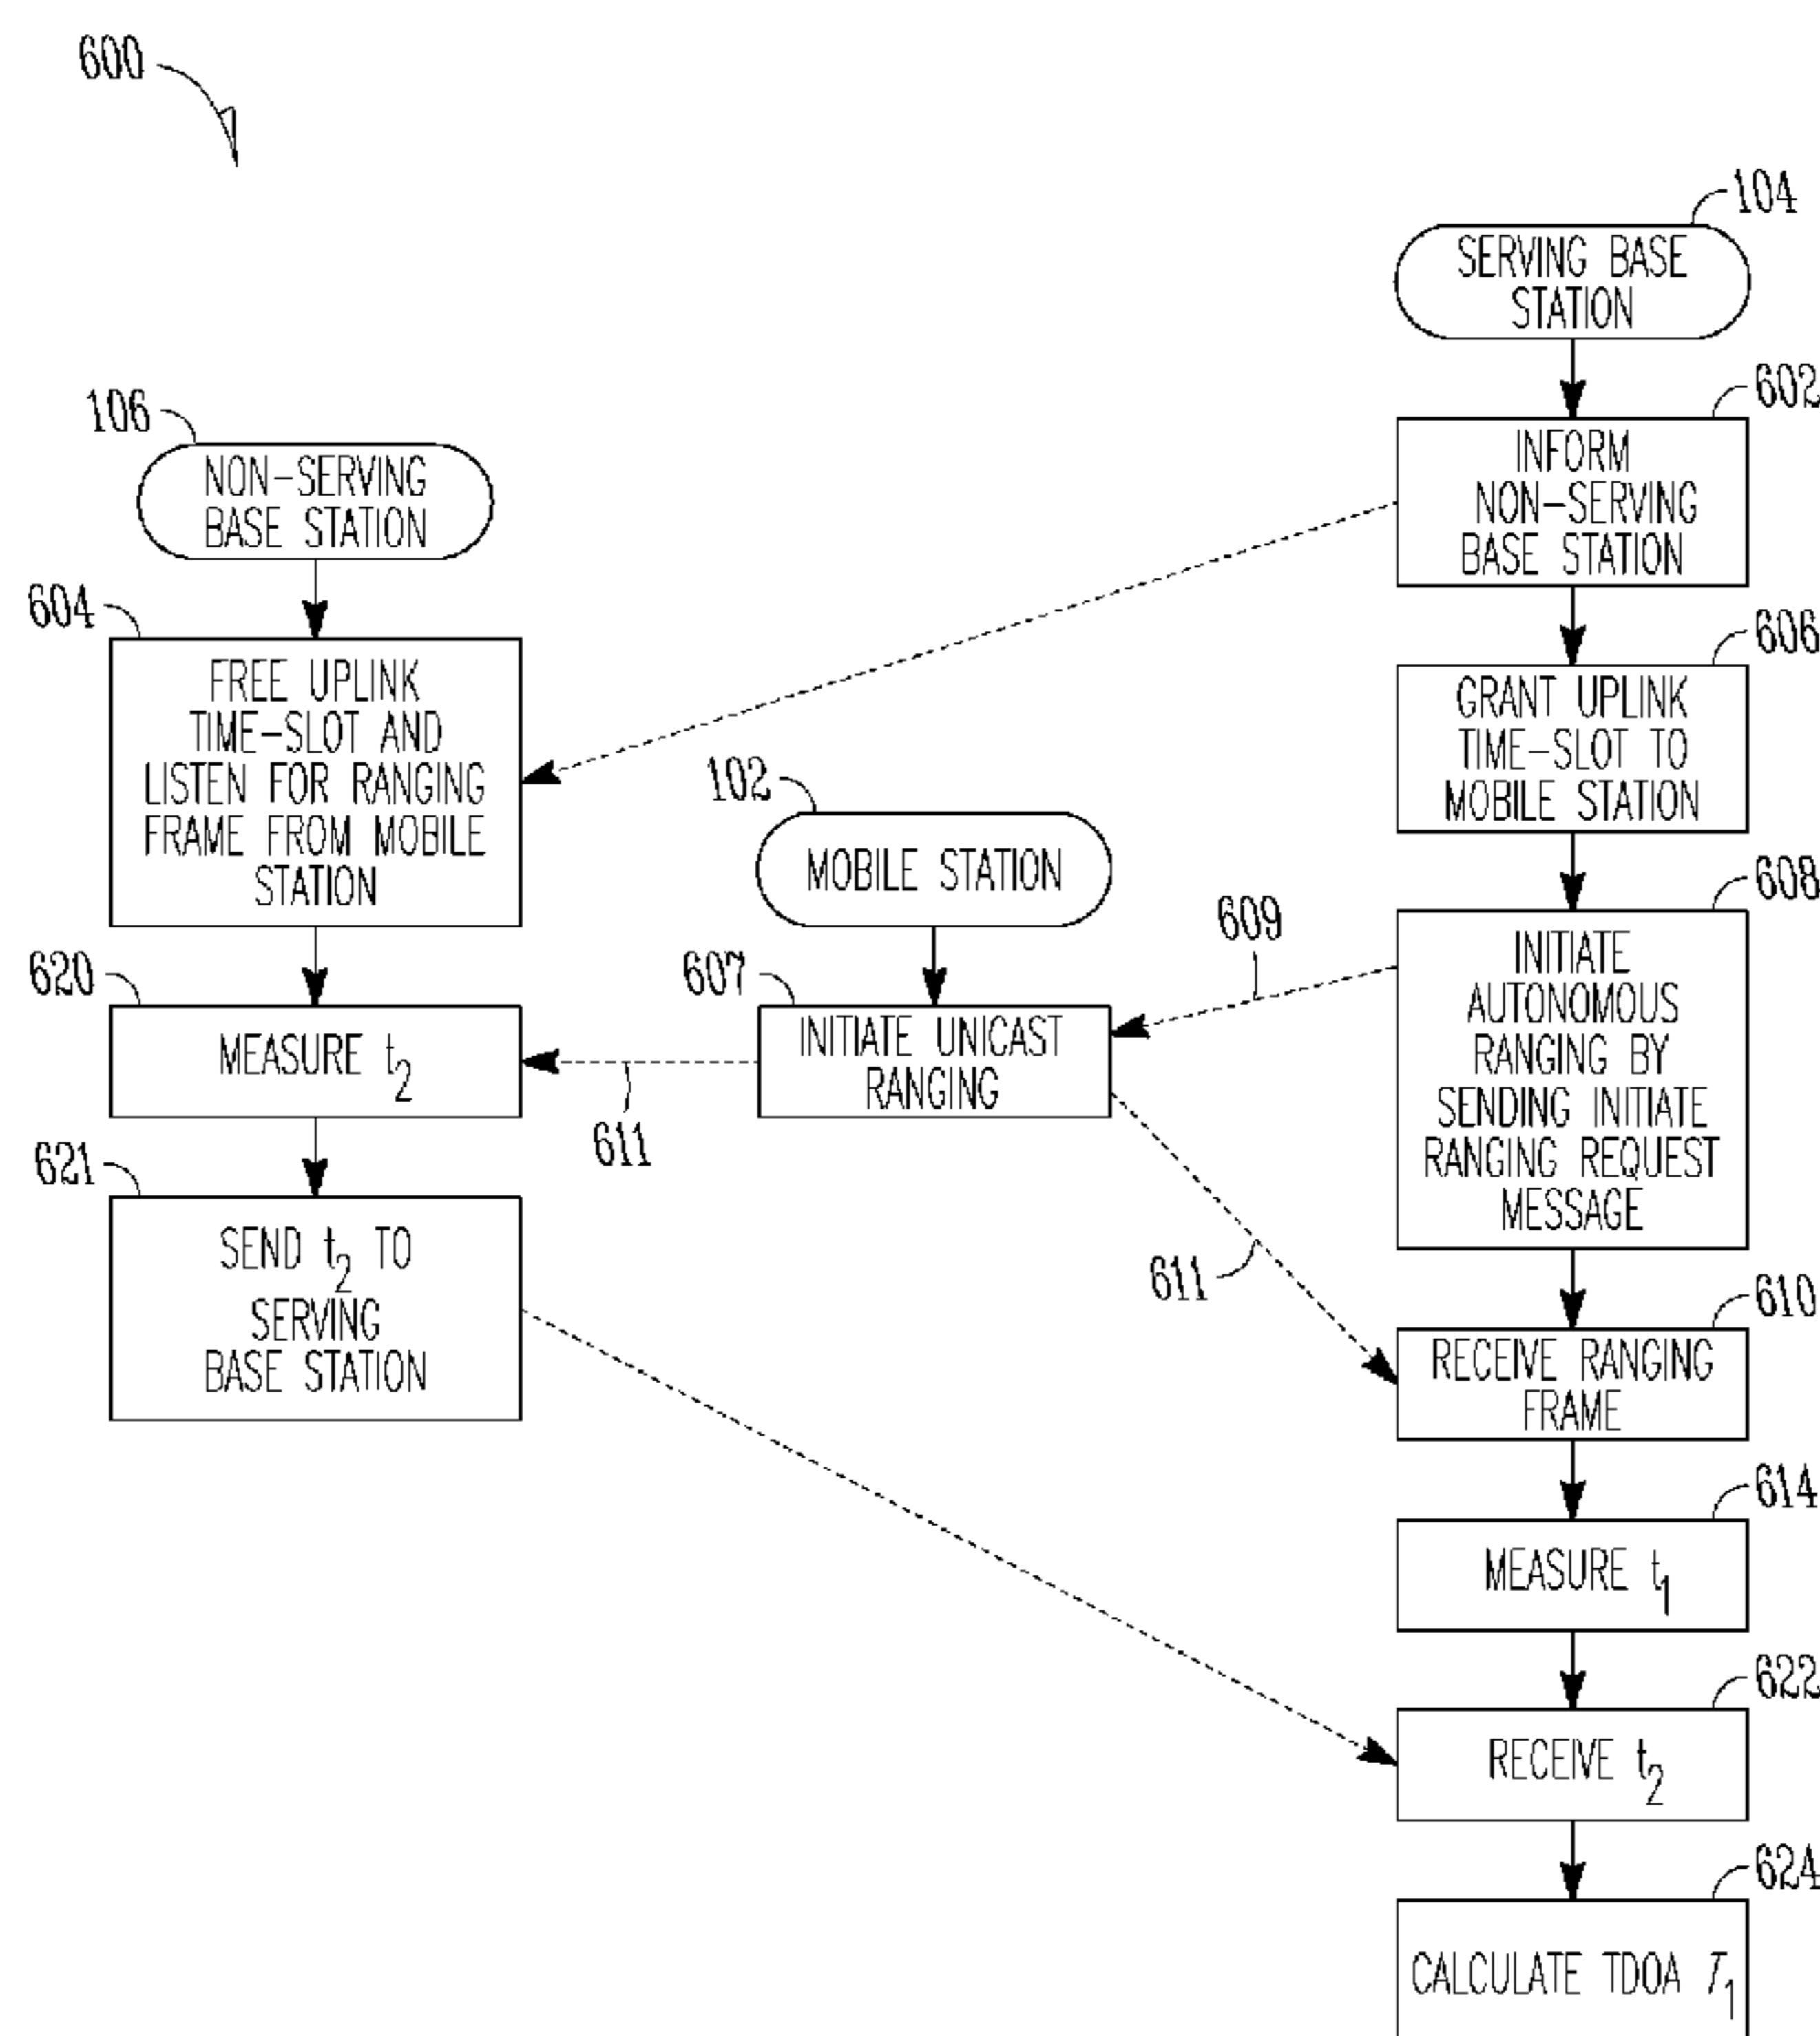 600
104
SERVING BASE
STATION
602
INFORM
NON-SERVING
BASE STATION
106
NON-SERVING
BASE STATION
604
FREE UPLINK
TIME-SLOT AND
LISTEN FOR RANGING
FRAME FROM MOBILE
STATION
606
GRANT UPLINK
TIME-SLOT TO
MOBILE STATION
102
MOBILE STATION
608
INITIATE
AUTONOMOUS
RANGING BY
SENDING INITIATE
RANGING REQUEST
MESSAGE
609
607
INITIATE UNICAST
RANGING
620
MEASURE t2
611
611
621
SEND t2 TO
SERVING
BASE STATION
610
RECEIVE RANGING
FRAME
614
MEASURE t1
622
RECEIVE t2
624
CALCULATE TDOA T1